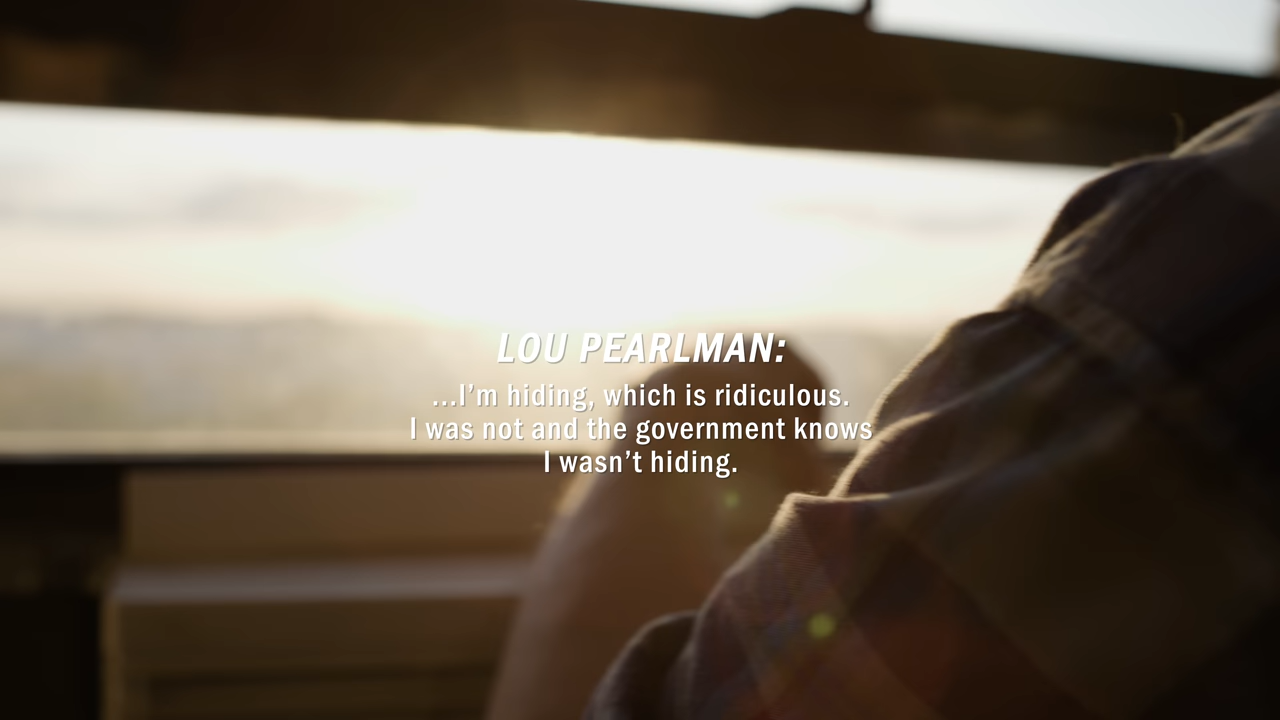 LOU PEARLMAN:
...I'm hiding, which is ridiculous.
I was not and the government knows
I wasn't hiding.